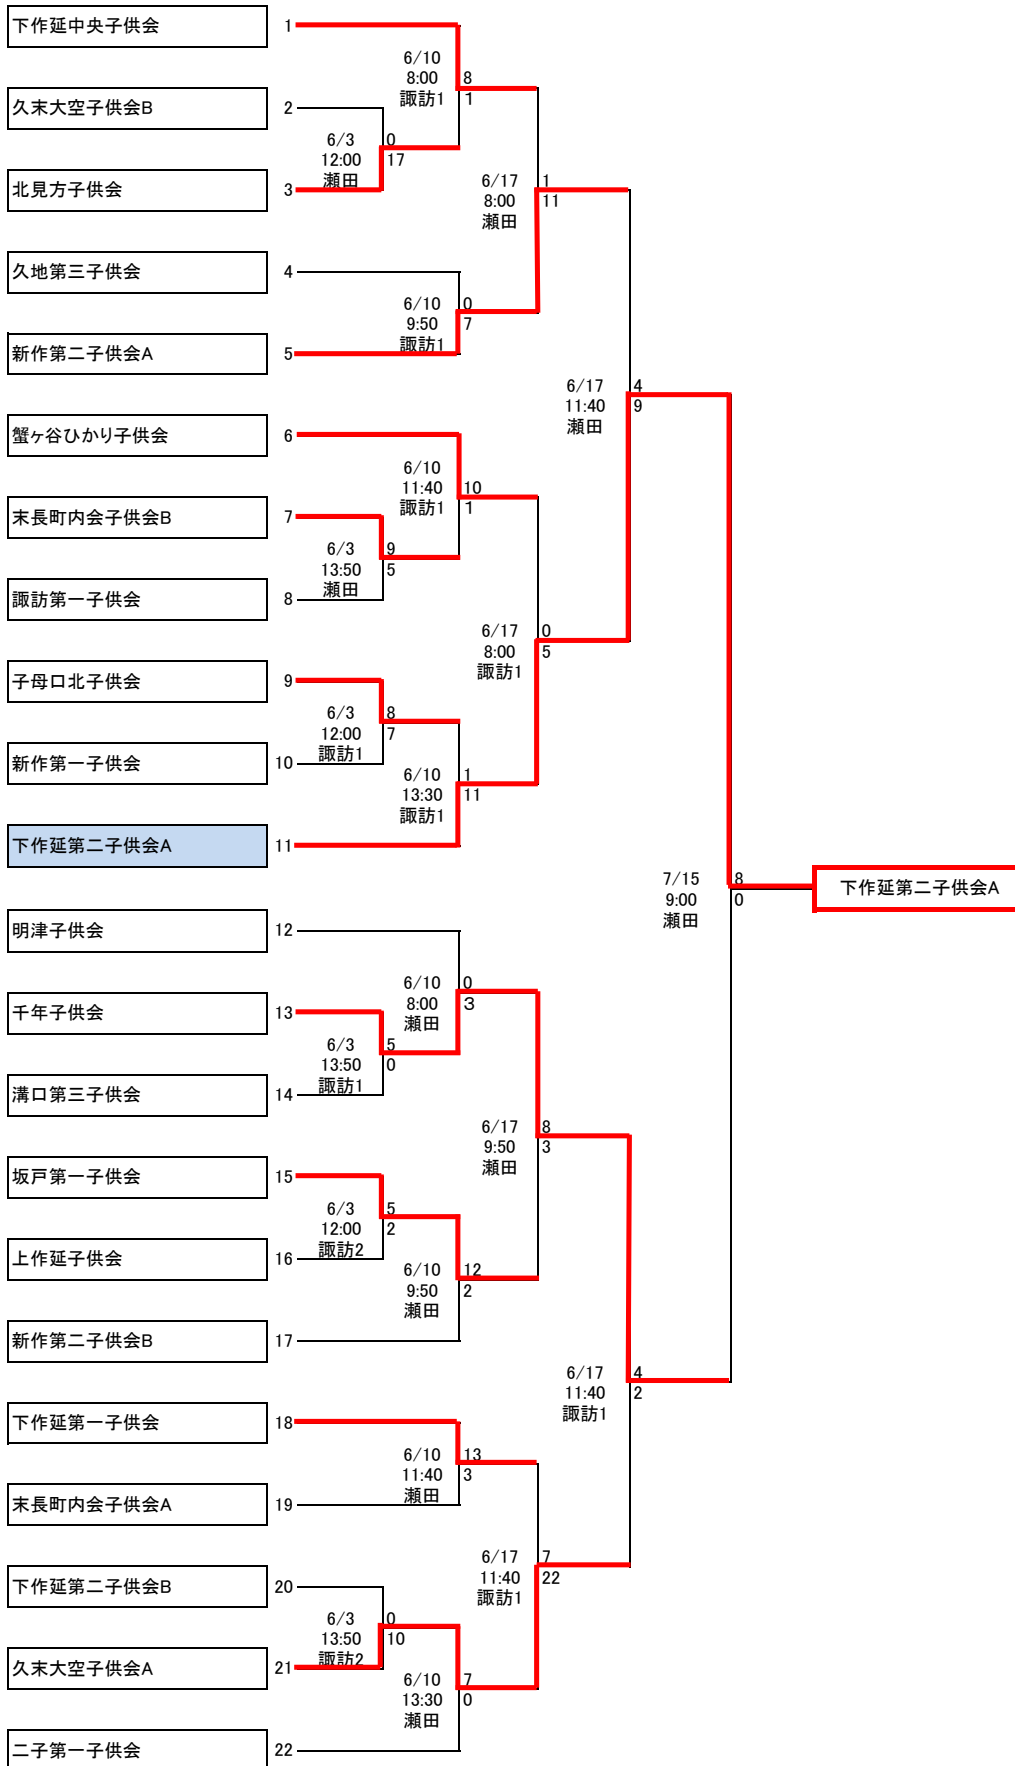 下作延中央子供会 1
6/10
8:00
諏訪1
8
1
久末大空子供会B 2
6/3
12:00
瀬田
0
17
北見方子供会 3
6/17
8:00
瀬田
1
11
久地第三子供会 4
6/10
9:50
諏訪1
0
7
新作第二子供会A 5
6/17
11:40
瀬田
4
9
蟹ヶ谷ひかり子供会 6
6/10
11:40
諏訪1
10
1
末長町内会子供会B 7
6/3
13:50
瀬田
9
5
諏訪第一子供会 8
6/17
8:00
諏訪1
0
5
子母口北子供会 9
6/3
12:00
諏訪1
8
7
新作第一子供会 10
6/10
13:30
諏訪1
1
11
下作延第二子供会A 11
7/15
9:00
瀬田
8
0
下作延第二子供会A
明津子供会 12
6/10
8:00
瀬田
0
3
千年子供会 13
6/3
13:50
諏訪1
5
0
溝口第三子供会 14
6/17
9:50
瀬田
8
3
坂戸第一子供会 15
6/3
12:00
諏訪2
5
2
上作延子供会 16
6/10
9:50
瀬田
12
2
新作第二子供会B 17
6/17
11:40
諏訪1
4
2
下作延第一子供会 18
6/10
11:40
瀬田
13
3
末長町内会子供会A 19
6/17
11:40
諏訪1
7
22
下作延第二子供会B 20
6/3
13:50
諏訪2
0
10
久末大空子供会A 21
6/10
13:30
瀬田
7
0
二子第一子供会 22